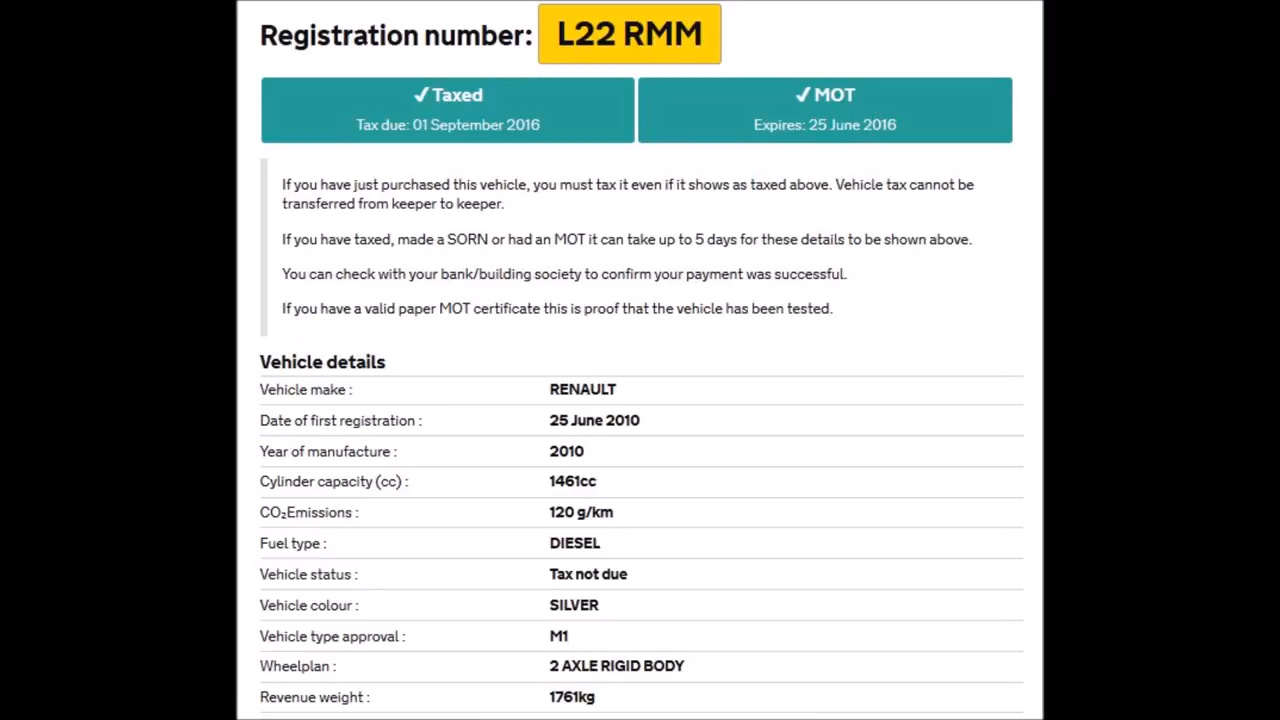 Registration number: L22 RMM
✓ Taxed
Tax due: 01 September 2016
✓ MOT
Expires: 25 June 2016
If you have just purchased this vehicle, you must tax it even if it shows as taxed above. Vehicle tax cannot be
transferred from keeper to keeper.
If you have taxed, made a SORN or had an MOT it can take up to 5 days for these details to be shown above.
You can check with your bank/building society to confirm your payment was successful.
If you have a valid paper MOT certificate this is proof that the vehicle has been tested.
Vehicle details
Vehicle make : RENAULT
Date of first registration : 25 June 2010
Year of manufacture : 2010
Cylinder capacity (cc) : 1461cc
CO₂Emissions : 120 g/km
Fuel type : DIESEL
Vehicle status : Tax not due
Vehicle colour : SILVER
Vehicle type approval : M1
Wheelplan : 2 AXLE RIGID BODY
Revenue weight : 1761kg